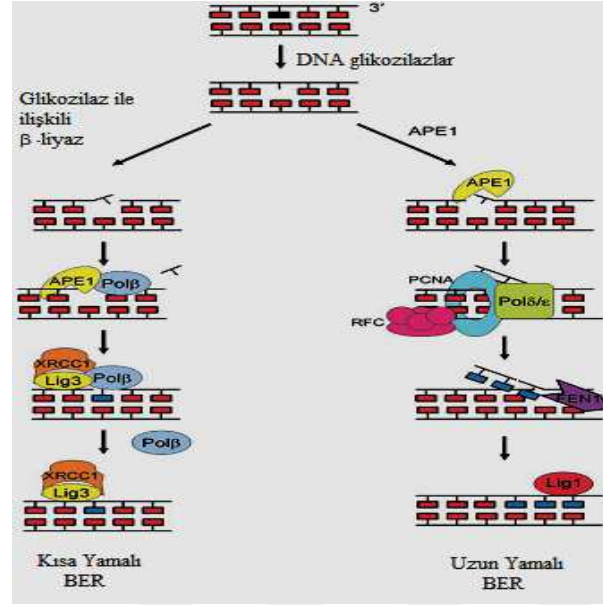 3'
DNA glikozilazlar
Glikozilaz ile
ilişkili
β -liyaz
APE1
APE1
APE1
Polβ
PCNA
Polδ/ε
RFC
XRCC1
Lig3
Polβ
FEN1
Polβ
XRCC1
Lig3
Lig1
Kısa Yamalı
BER
Uzun Yamalı
BER